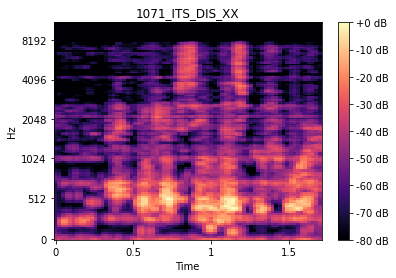 1071_ITS_DIS_XX
+0 dB
8192
-10 dB
4096
-20 dB
-30 dB
2048
Hz
-40 dB
1024
-50 dB
512
-60 dB
-70 dB
0
-80 dB
0 0.5 1 1.5
Time